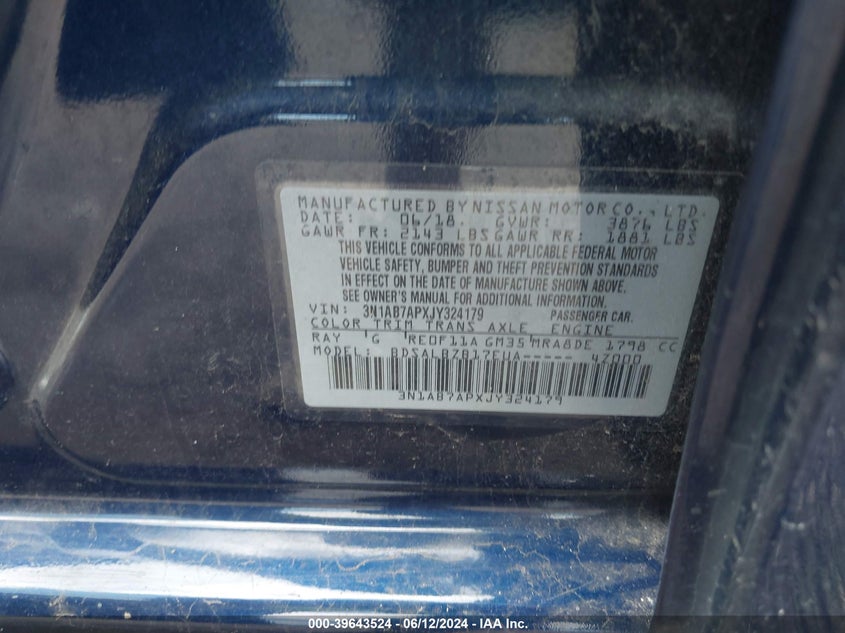 MANUFACTURED BY NISSAN MOTOR CO., LTD.
DATE: 06/18 GVWR: 3876 LBS
GAWR FR: 2143 LBS GAWR RR: 1881 LBS
THIS VEHICLE CONFORMS TO ALL APPLICABLE FEDERAL MOTOR
VEHICLE SAFETY, BUMPER AND THEFT PREVENTION STANDARDS
IN EFFECT ON THE DATE OF MANUFACTURE SHOWN ABOVE.
SEE OWNER'S MANUAL FOR ADDITIONAL INFORMATION.
VIN: 3N1AB7APXJY324179 PASSENGER CAR.
COLOR TRIM TRANS AXLE ENGINE
RAY G RE0F11A GM35 MRA8DE 1798 CC
MODEL: BDSALBZB17EUA----- 4Z000
3N1AB7APXJY324179
000-39643524 - 06/12/2024 - IAA Inc.